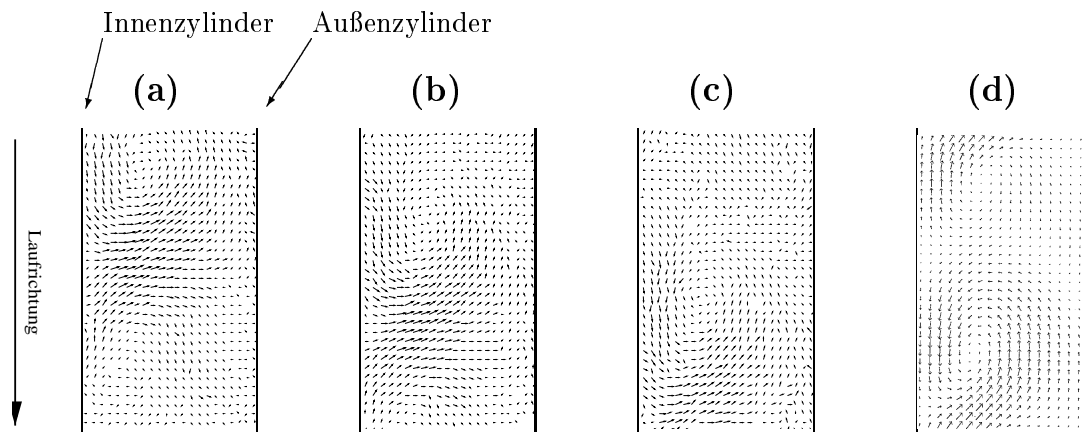 Innenzylinder
Außenzylinder
(a)
(b)
(c)
(d)
Laufrichtung